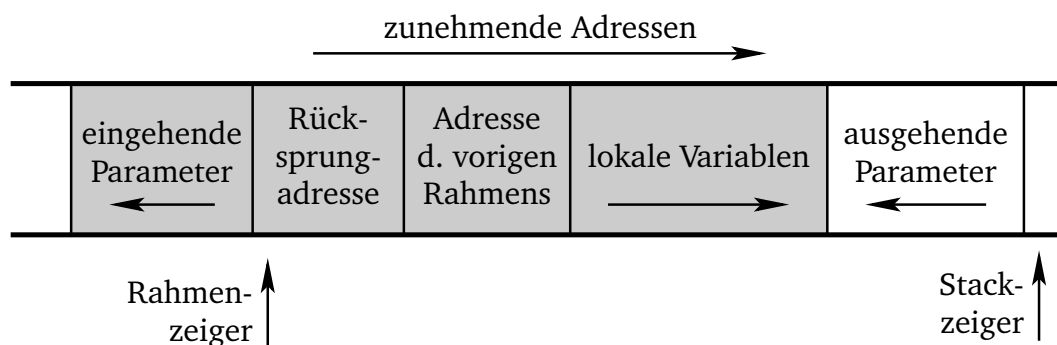 zunehmende Adressen
eingehende
Parameter
Rück-
sprung-
adresse
Adresse
d. vorigen
Rahmens
lokale Variablen
ausgehende
Parameter
Rahmen-
zeiger
Stack-
zeiger